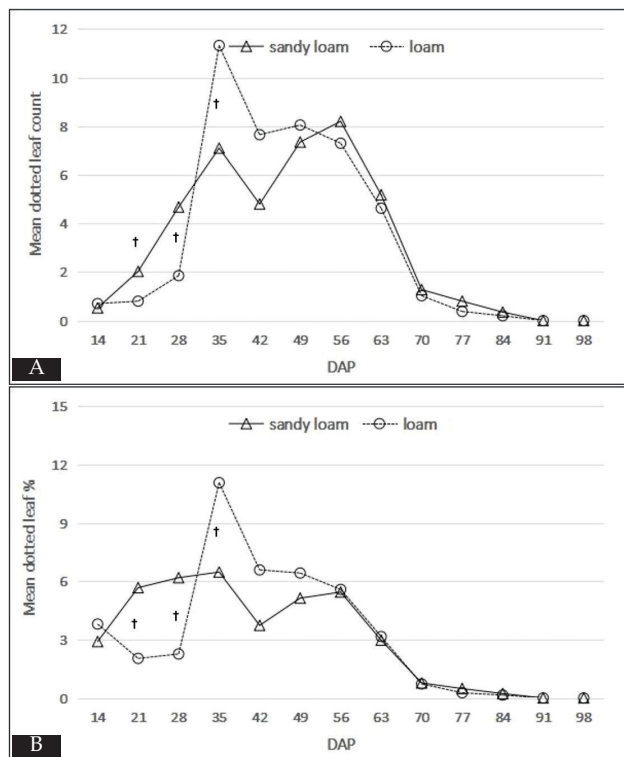 12
sandy loam loam
10
†
8
6
4
† †
2
0
14 21 28 35 42 49 56 63 70 77 84 91 98
Mean dotted leaf count
DAP
A
15
sandy loam loam
12
9
†
6
† †
3
0
14 21 28 35 42 49 56 63 70 77 84 91 98
Mean dotted leaf %
DAP
B